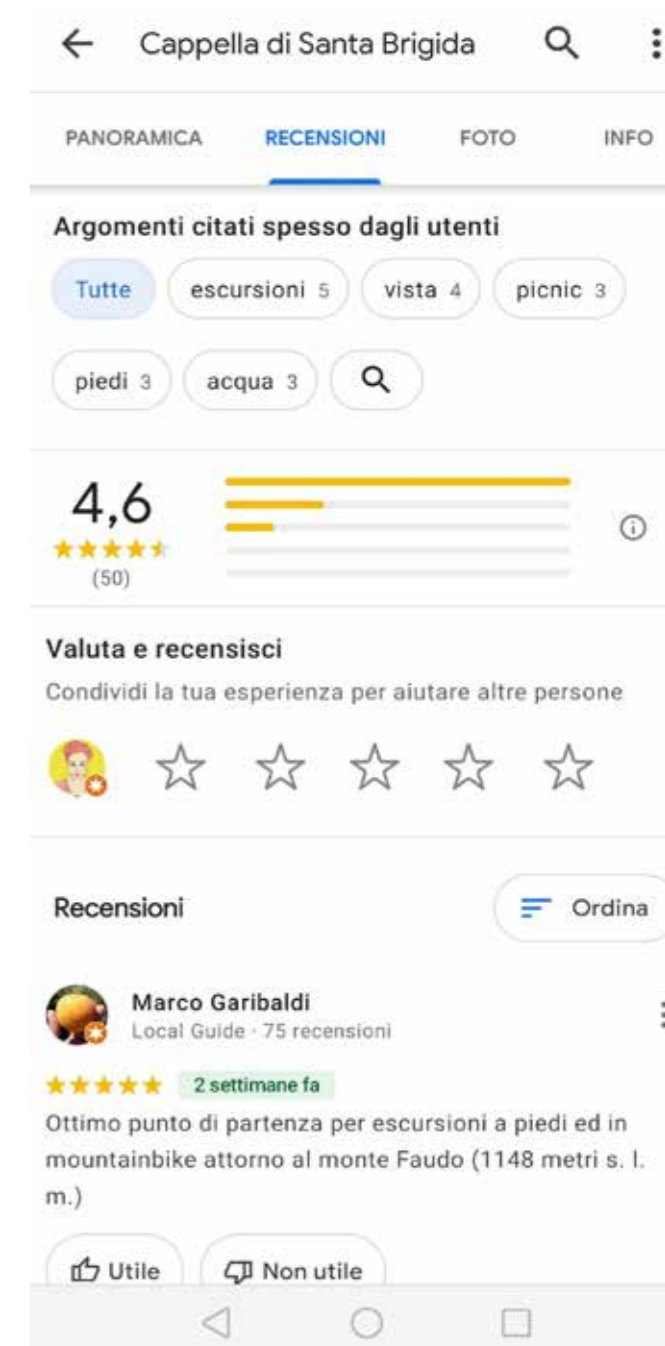 Cappella di Santa Brigida
PANORAMICA RECENSIONI FOTO INFO
Argomenti citati spesso dagli utenti
Tutte escursioni 5 vista 4 picnic 3
piedi 3 acqua 3
4,6
(50)
Valuta e recensisci
Condividi la tua esperienza per aiutare altre persone
Recensioni Ordina
Marco Garibaldi
Local Guide · 75 recensioni
2 settimane fa
Ottimo punto di partenza per escursioni a piedi ed in
mountainbike attorno al monte Faudo (1148 metri s. l.
m.)
Utile Non utile